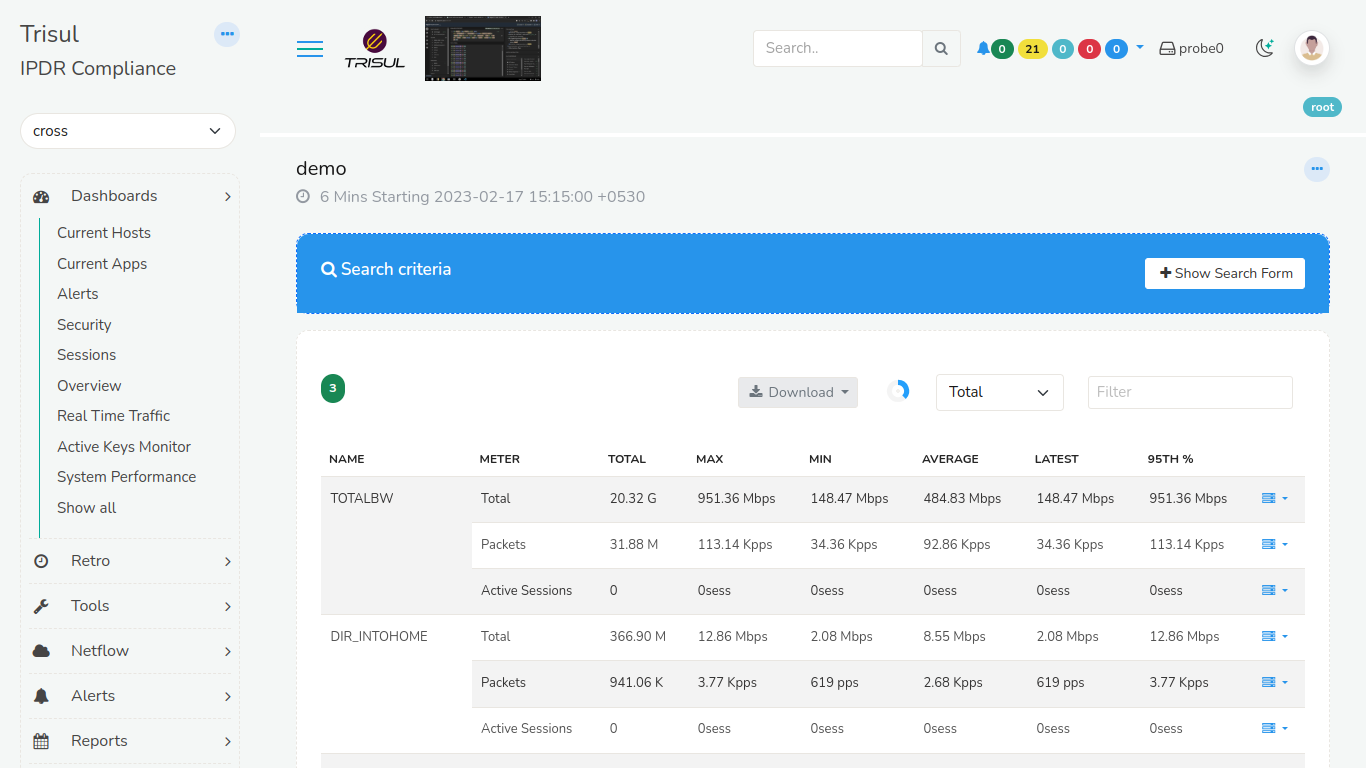 Trisul
IPDR Compliance
TRISUL
Search..
0 21 0 0 0
probe0
root
cross
Dashboards
Current Hosts
Current Apps
Alerts
Security
Sessions
Overview
Real Time Traffic
Active Keys Monitor
System Performance
Show all
Retro
Tools
Netflow
Alerts
Reports
demo
6 Mins Starting 2023-02-17 15:15:00 +0530
Search criteria
Show Search Form
3
Download
Total
Filter
NAME METER TOTAL MAX MIN AVERAGE LATEST 95TH %
TOTALBW Total 20.32 G 951.36 Mbps 148.47 Mbps 484.83 Mbps 148.47 Mbps 951.36 Mbps
Packets 31.88 M 113.14 Kpps 34.36 Kpps 92.86 Kpps 34.36 Kpps 113.14 Kpps
Active Sessions 0 0sess 0sess 0sess 0sess 0sess
DIR_INTOHOME Total 366.90 M 12.86 Mbps 2.08 Mbps 8.55 Mbps 2.08 Mbps 12.86 Mbps
Packets 941.06 K 3.77 Kpps 619 pps 2.68 Kpps 619 pps 3.77 Kpps
Active Sessions 0 0sess 0sess 0sess 0sess 0sess